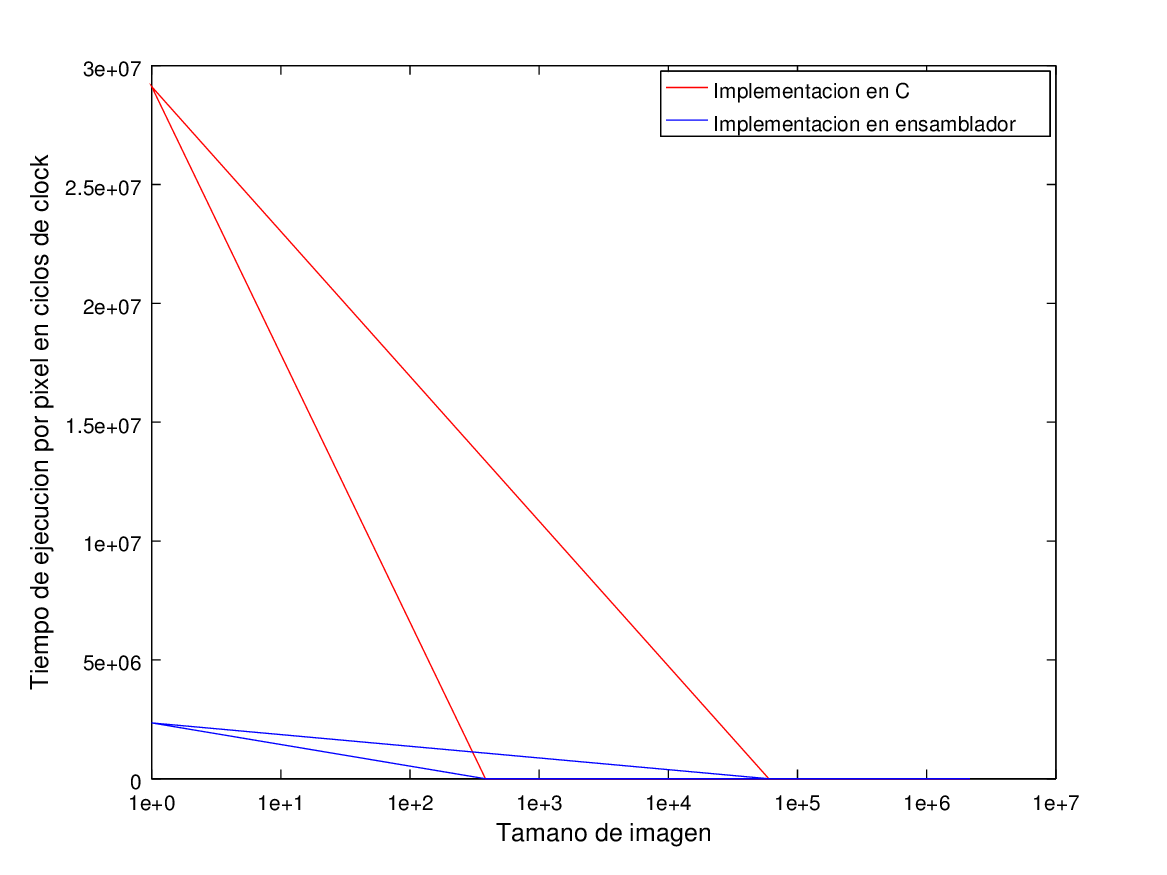 3e+07
2.5e+07
2e+07
1.5e+07
1e+07
5e+06
0
Tiempo de ejecucion por pixel en ciclos de clock
Implementacion en C
Implementacion en ensamblador
1e+0 1e+1 1e+2 1e+3 1e+4 1e+5 1e+6 1e+7
Tamano de imagen